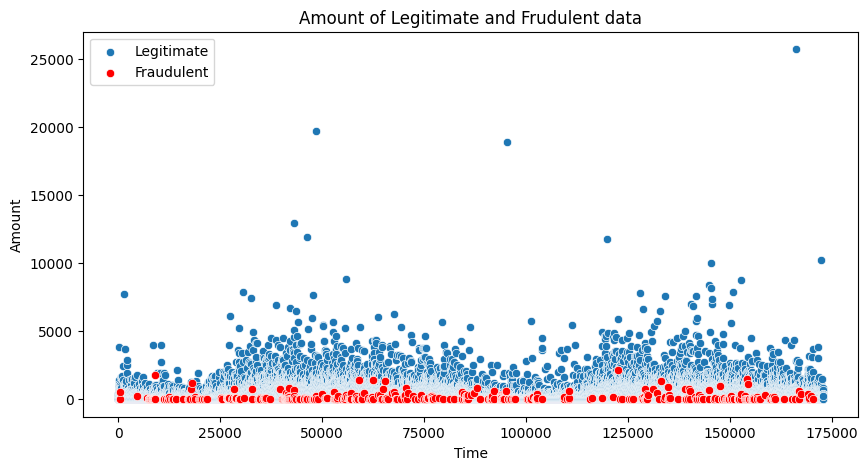 Amount of Legitimate and Frudulent data
Legitimate
Fraudulent
25000
20000
15000
10000
5000
0
Amount
0
25000
50000
75000
100000
125000
150000
175000
Time